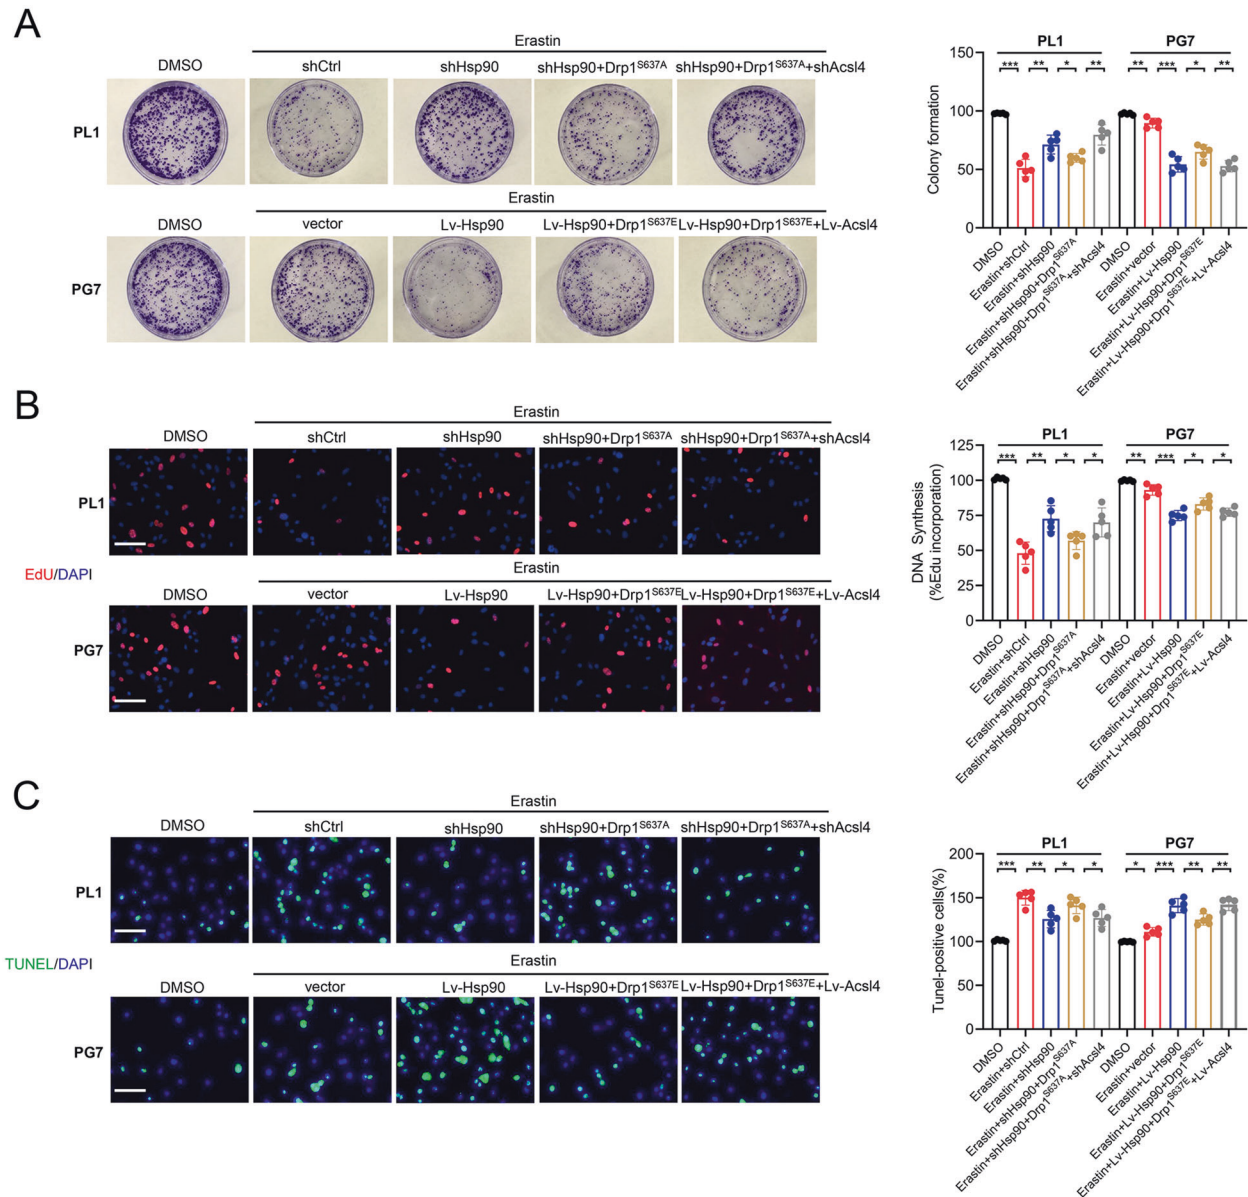 A
Erastin
DMSO shCtrl shHsp90 shHsp90+Drp1S637A shHsp90+Drp1S637A+shAcsl4
PL1
Erastin
DMSO vector Lv-Hsp90 Lv-Hsp90+Drp1S637E Lv-Hsp90+Drp1S637E+Lv-Acsl4
PG7
PL1 PG7
*** ** * ** ** *** * **
Colony formation
150
100
50
0
DMSO
Erastin+shCtrl
Erastin+shHsp90
Erastin+shHsp90+Drp1S637A
Erastin+shHsp90+Drp1S637A+shAcsl4
DMSO
Erastin+vector
Erastin+Lv-Hsp90
Erastin+Lv-Hsp90+Drp1S637E
Erastin+Lv-Hsp90+Drp1S637E+Lv-Acsl4
B
Erastin
DMSO shCtrl shHsp90 shHsp90+Drp1S637A shHsp90+Drp1S637A+shAcsl4
PL1
EdU/DAPI
Erastin
DMSO vector Lv-Hsp90 Lv-Hsp90+Drp1S637E Lv-Hsp90+Drp1S637E+Lv-Acsl4
PG7
PL1 PG7
*** ** * * ** *** * *
DNA Synthesis
(%Edu incorporation)
125
100
75
50
25
0
DMSO
Erastin+shCtrl
Erastin+shHsp90
Erastin+shHsp90+Drp1S637A
Erastin+shHsp90+Drp1S637A+shAcsl4
DMSO
Erastin+vector
Erastin+Lv-Hsp90
Erastin+Lv-Hsp90+Drp1S637E
Erastin+Lv-Hsp90+Drp1S637E+Lv-Acsl4
C
Erastin
DMSO shCtrl shHsp90 shHsp90+Drp1S637A shHsp90+Drp1S637A+shAcsl4
PL1
TUNEL/DAPI
Erastin
DMSO vector Lv-Hsp90 Lv-Hsp90+Drp1S637E Lv-Hsp90+Drp1S637E+Lv-Acsl4
PG7
PL1 PG7
*** ** * * * *** ** **
Tunel-positive cells(%)
200
150
100
50
0
DMSO
Erastin+shCtrl
Erastin+shHsp90
Erastin+shHsp90+Drp1S637A
Erastin+shHsp90+Drp1S637A+shAcsl4
DMSO
Erastin+vector
Erastin+Lv-Hsp90
Erastin+Lv-Hsp90+Drp1S637E
Erastin+Lv-Hsp90+Drp1S637E+Lv-Acsl4